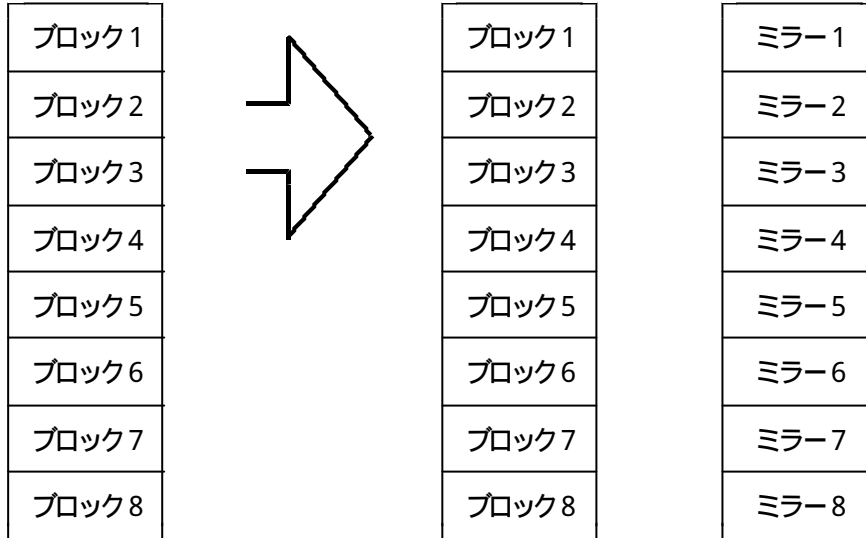 ブロック1 ブロック1 ミラー1
ブロック2 ブロック2 ミラー2
ブロック3 ブロック3 ミラー3
ブロック4 ブロック4 ミラー4
ブロック5 ブロック5 ミラー5
ブロック6 ブロック6 ミラー6
ブロック7 ブロック7 ミラー7
ブロック8 ブロック8 ミラー8